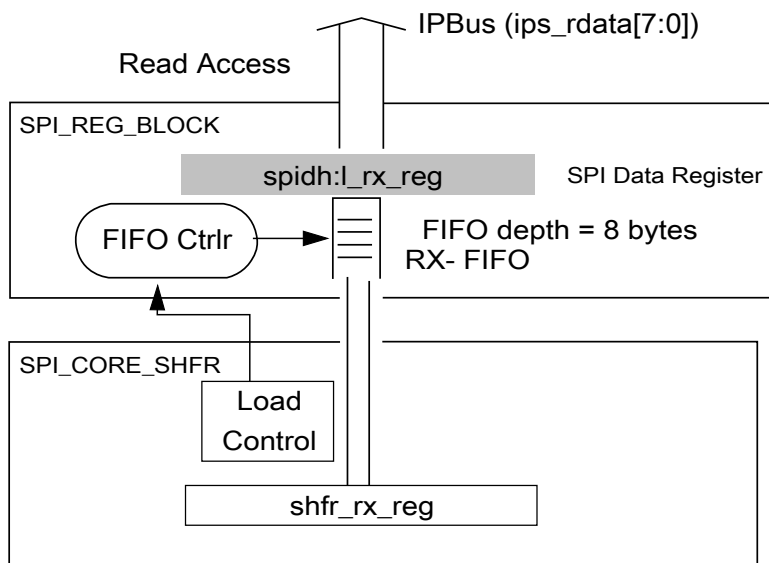 IPBus (ips_rdata[7:0])
Read Access
SPI_REG_BLOCK
spidh:l_rx_reg
SPI Data Register
FIFO Ctrlr
FIFO depth = 8 bytes
RX- FIFO
SPI_CORE_SHFR
Load
Control
shfr_rx_reg